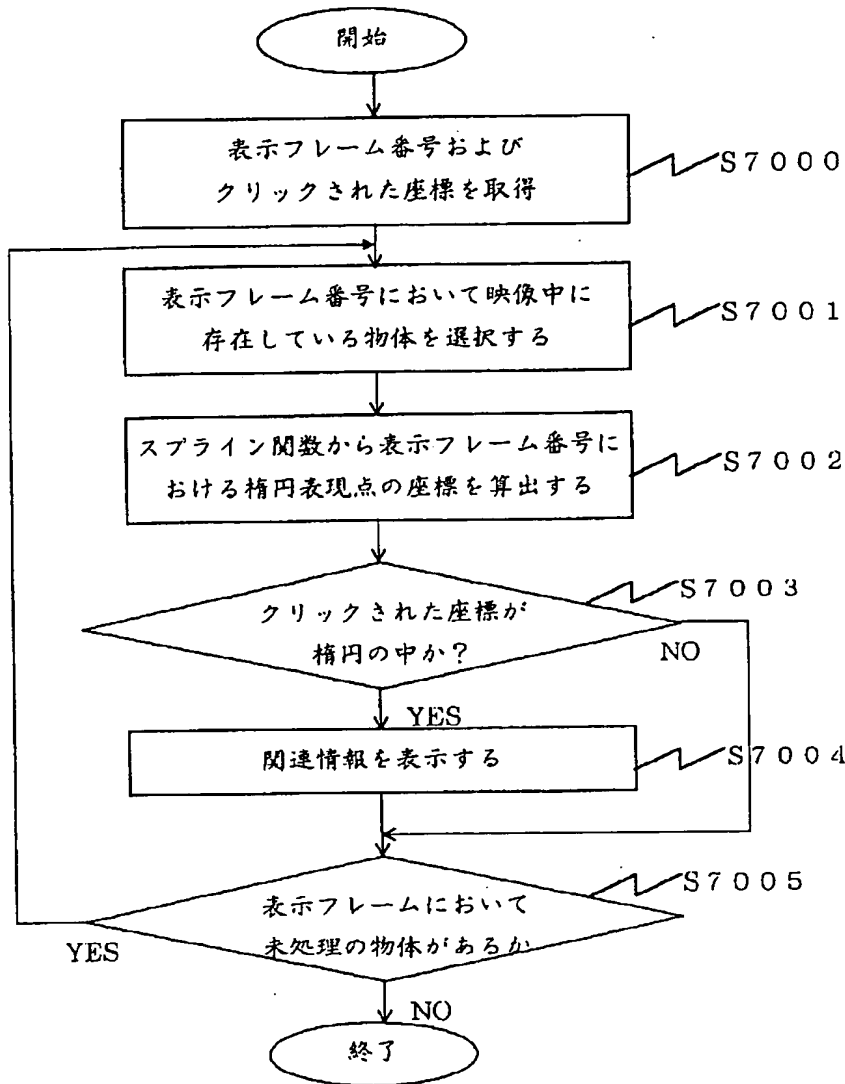 開始
表示フレーム番号および
クリックされた座標を取得
S7000
表示フレーム番号において映像中に
存在している物体を選択する
S7001
スプライン関数から表示フレーム番号に
おける楕円表現点の座標を算出する
S7002
クリックされた座標が
楕円の中か？
S7003
NO
YES
関連情報を表示する
S7004
表示フレームにおいて
未処理の物体があるか
S7005
YES
NO
終了